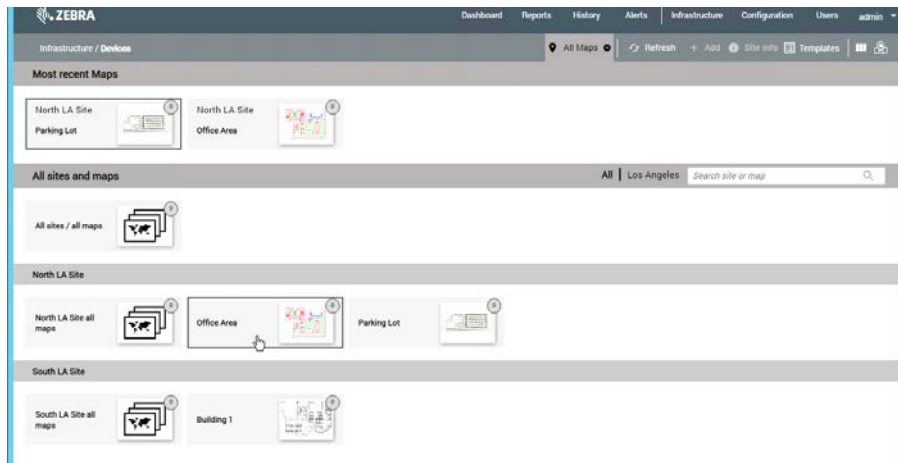 ZEBRA
Dashboard Reports History Alerts Infrastructure Configuration Users admin
Infrastructure / Devices
All Maps Refresh + Add Site Info Templates
Most recent Maps
North LA Site
Parking Lot
North LA Site
Office Area
All sites and maps
All | Los Angeles Search site or map
All sites / all maps
North LA Site
North LA Site all
maps
Office Area
Parking Lot
South LA Site
South LA Site all
maps
Building 1